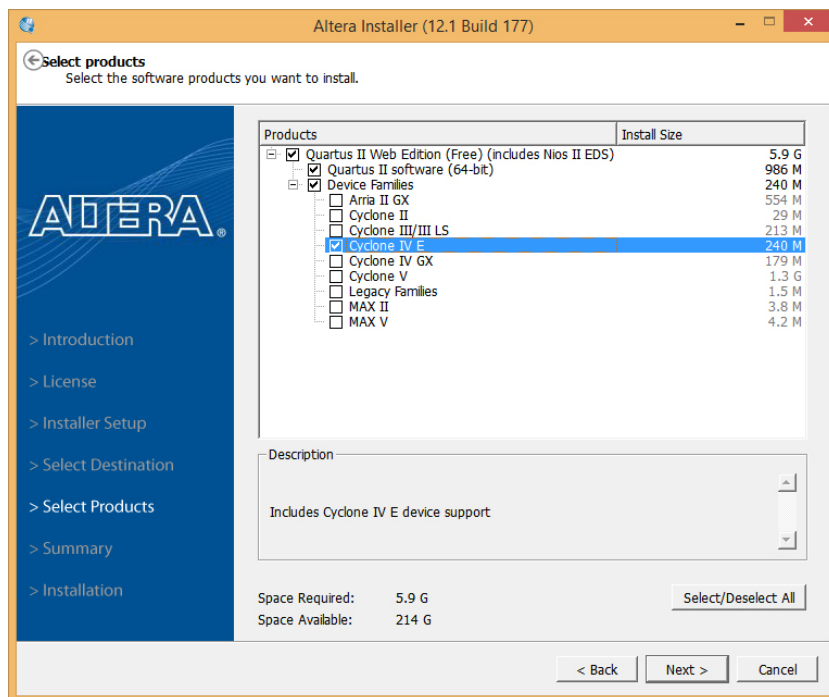 Altera Installer (12.1 Build 177)
Select products
Select the software products you want to install.
ALTERA®
> Introduction
> License
> Installer Setup
> Select Destination
> Select Products
> Summary
> Installation
Products Install Size
Quartus II Web Edition (Free) (includes Nios II EDS) 5.9 G
Quartus II software (64-bit) 986 M
Device Families 240 M
Arria II GX 554 M
Cyclone II 29 M
Cyclone III/III LS 213 M
Cyclone IV E 240 M
Cyclone IV GX 179 M
Cyclone V 1.3 G
Legacy Families 1.5 M
MAX II 3.8 M
MAX V 4.2 M
Description
Includes Cyclone IV E device support
Space Required: 5.9 G
Space Available: 214 G
Select/Deselect All
< Back Next > Cancel